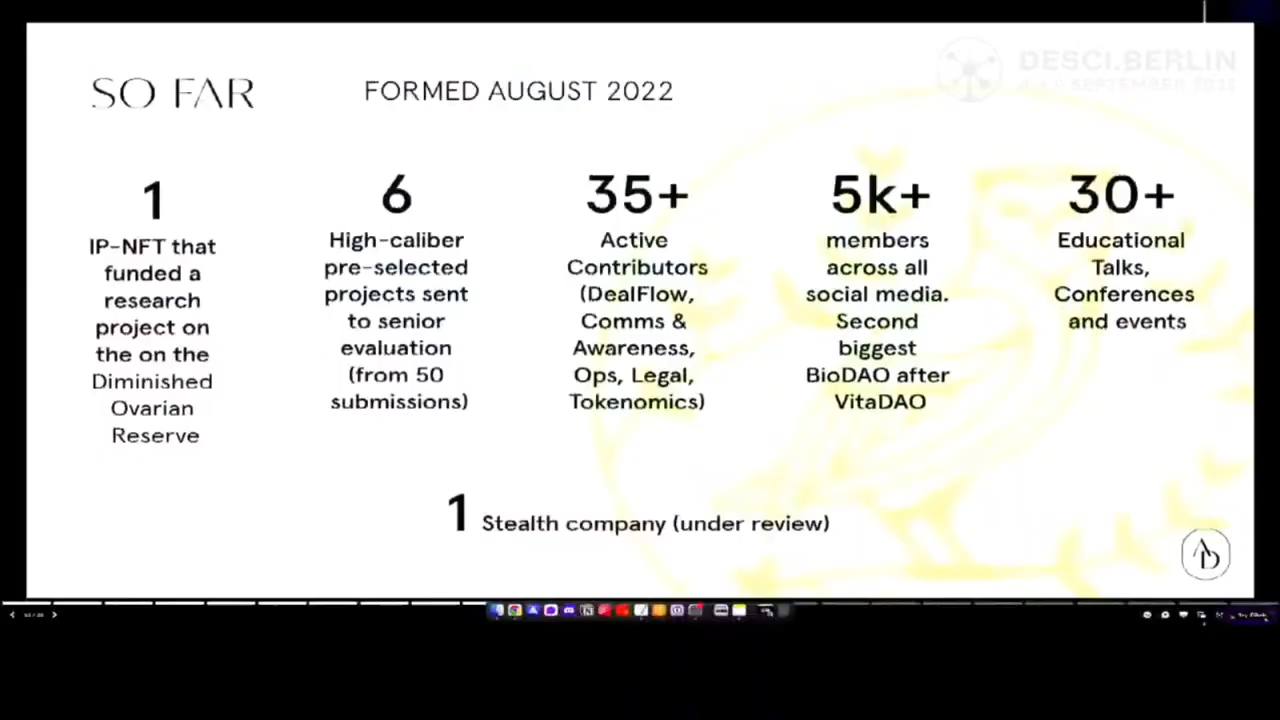 SO FAR
FORMED AUGUST 2022
DESCI.BERLIN
1
IP-NFT that
funded a
research
project on
the on the
Diminished
Ovarian
Reserve
6
High-caliber
pre-selected
projects sent
to senior
evaluation
(from 50
submissions)
35+
Active
Contributors
(DealFlow,
Comms &
Awareness,
Ops, Legal,
Tokenomics)
5k+
members
across all
social media.
Second
biggest
BioDAO after
VitaDAO
30+
Educational
Talks,
Conferences
and events
1 Stealth company (under review)